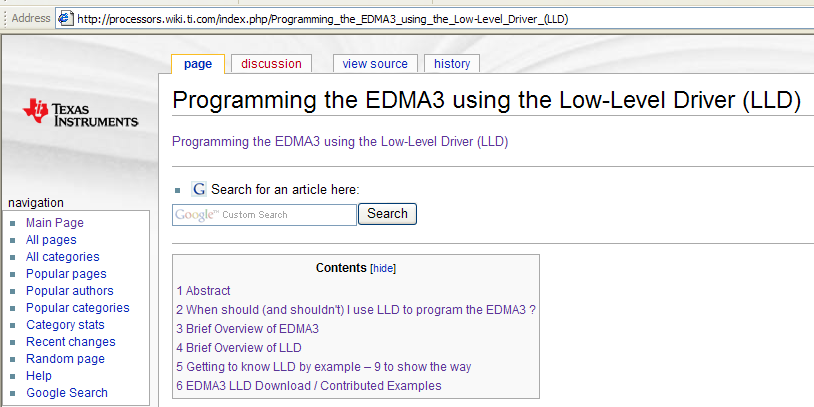 Address http://processors.wiki.ti.com/index.php/Programming_the_EDMA3_using_the_Low-Level_Driver_(LLD)
page discussion view source history
TEXAS
INSTRUMENTS
Programming the EDMA3 using the Low-Level Driver (LLD)
Programming the EDMA3 using the Low-Level Driver (LLD)
G Search for an article here:
Google™ Custom Search Search
navigation
Main Page
All pages
All categories
Popular pages
Popular authors
Popular categories
Category stats
Recent changes
Random page
Help
Google Search
Contents [hide]
1 Abstract
2 When should (and shouldn't) I use LLD to program the EDMA3 ?
3 Brief Overview of EDMA3
4 Brief Overview of LLD
5 Getting to know LLD by example – 9 to show the way
6 EDMA3 LLD Download / Contributed Examples